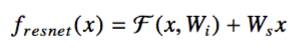 f_{resnet}(x) = \mathcal{F}(x, W_i) + W_s x